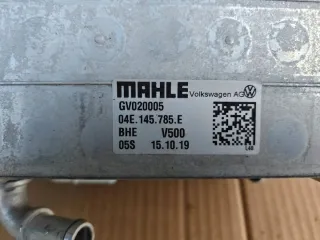 MAHLE Volkswagen AG
GV020005
04E.145.785.E
BHE V500
05S 15.10.19